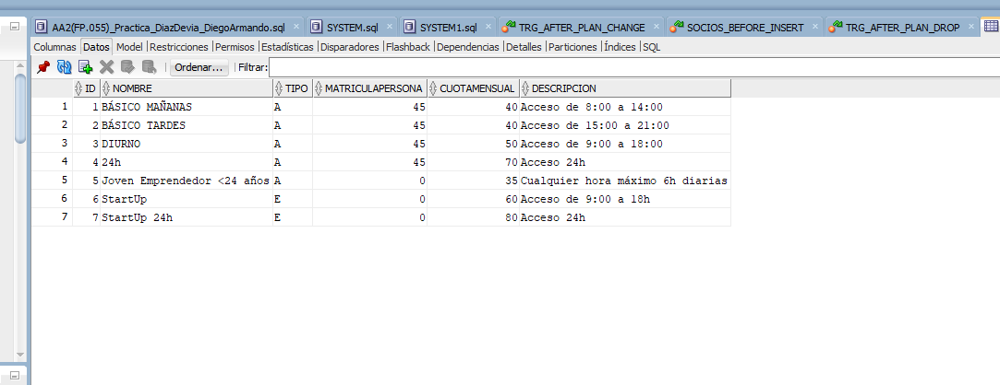 AA2(FP.055)_Practica_DiazDevia_DiegoArmando.sql SYSTEM.sql SYSTEM1.sql TRG_AFTER_PLAN_CHANGE SOCIOS_BEFORE_INSERT TRG_AFTER_PLAN_DROP
Columnas Datos Model Restricciones Permisos Estadísticas Disparadores Flashback Dependencias Detalles Particiones Índices SQL
Ordenar... Filtrar:
ID NOMBRE TIPO MATRICULAPERSONA CUOTAMENSUAL DESCRIPCION
1 1 BÁSICO MAÑANAS A 45 40 Acceso de 8:00 a 14:00
2 2 BÁSICO TARDES A 45 40 Acceso de 15:00 a 21:00
3 3 DIURNO A 45 50 Acceso de 9:00 a 18:00
4 4 24h A 45 70 Acceso 24h
5 5 Joven Emprendedor <24 años A 0 35 Cualquier hora máximo 6h diarias
6 6 StartUp E 0 60 Acceso de 9:00 a 18h
7 7 StartUp 24h E 0 80 Acceso 24h